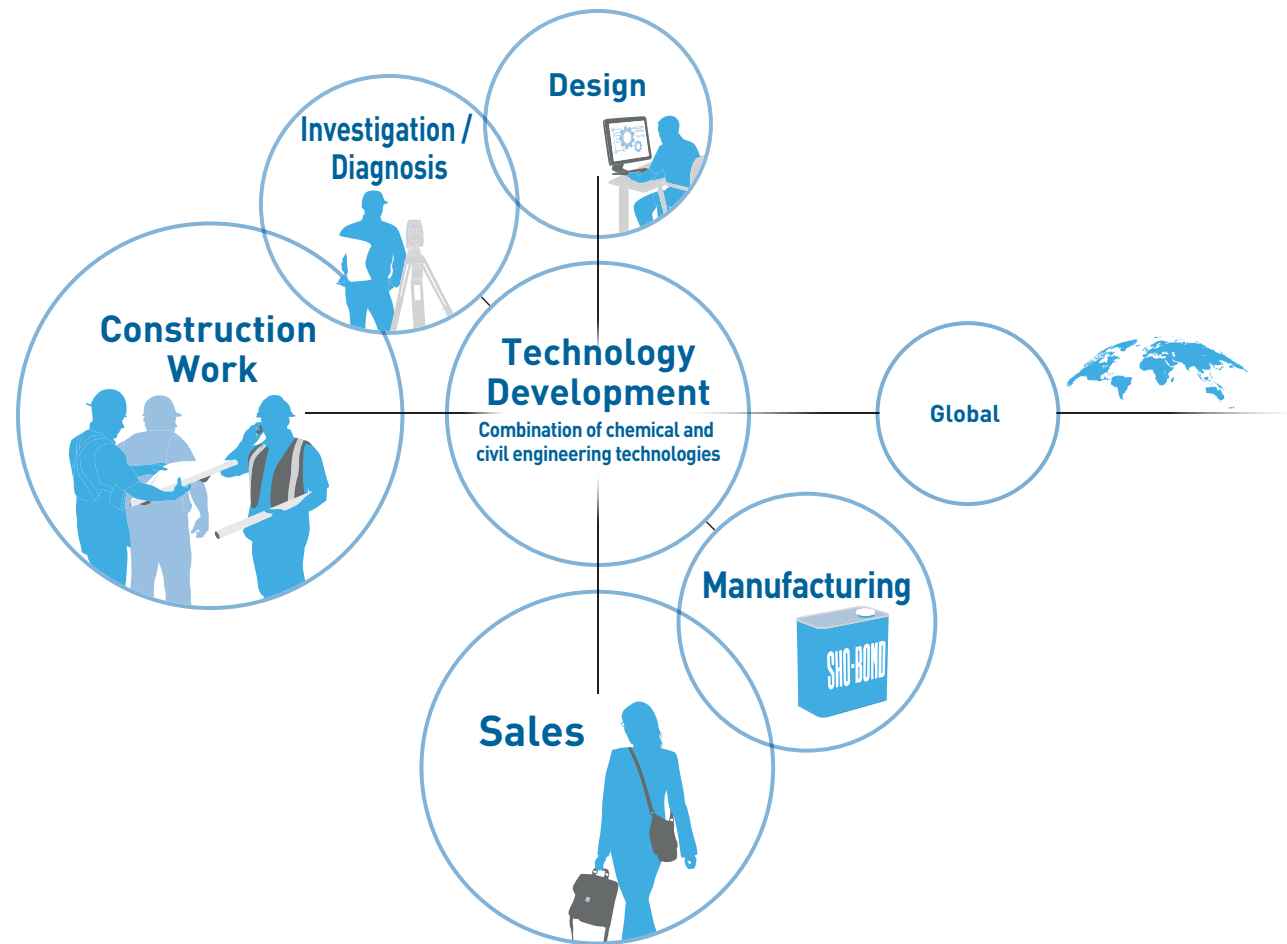 Design
Investigation /
Diagnosis
Construction
Work
Technology
Development
Combination of chemical and
civil engineering technologies
Global
Manufacturing
SHO-BOND
Sales